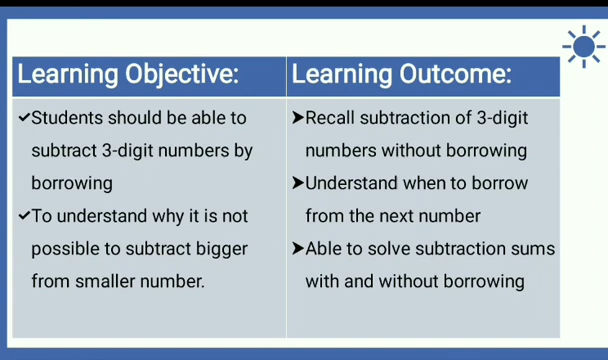 Learning Objective:
✓Students should be able to
subtract 3-digit numbers by
borrowing
✓To understand why it is not
possible to subtract bigger
from smaller number.
Learning Outcome:
➤Recall subtraction of 3-digit
numbers without borrowing
➤Understand when to borrow
from the next number
➤Able to solve subtraction sums
with and without borrowing